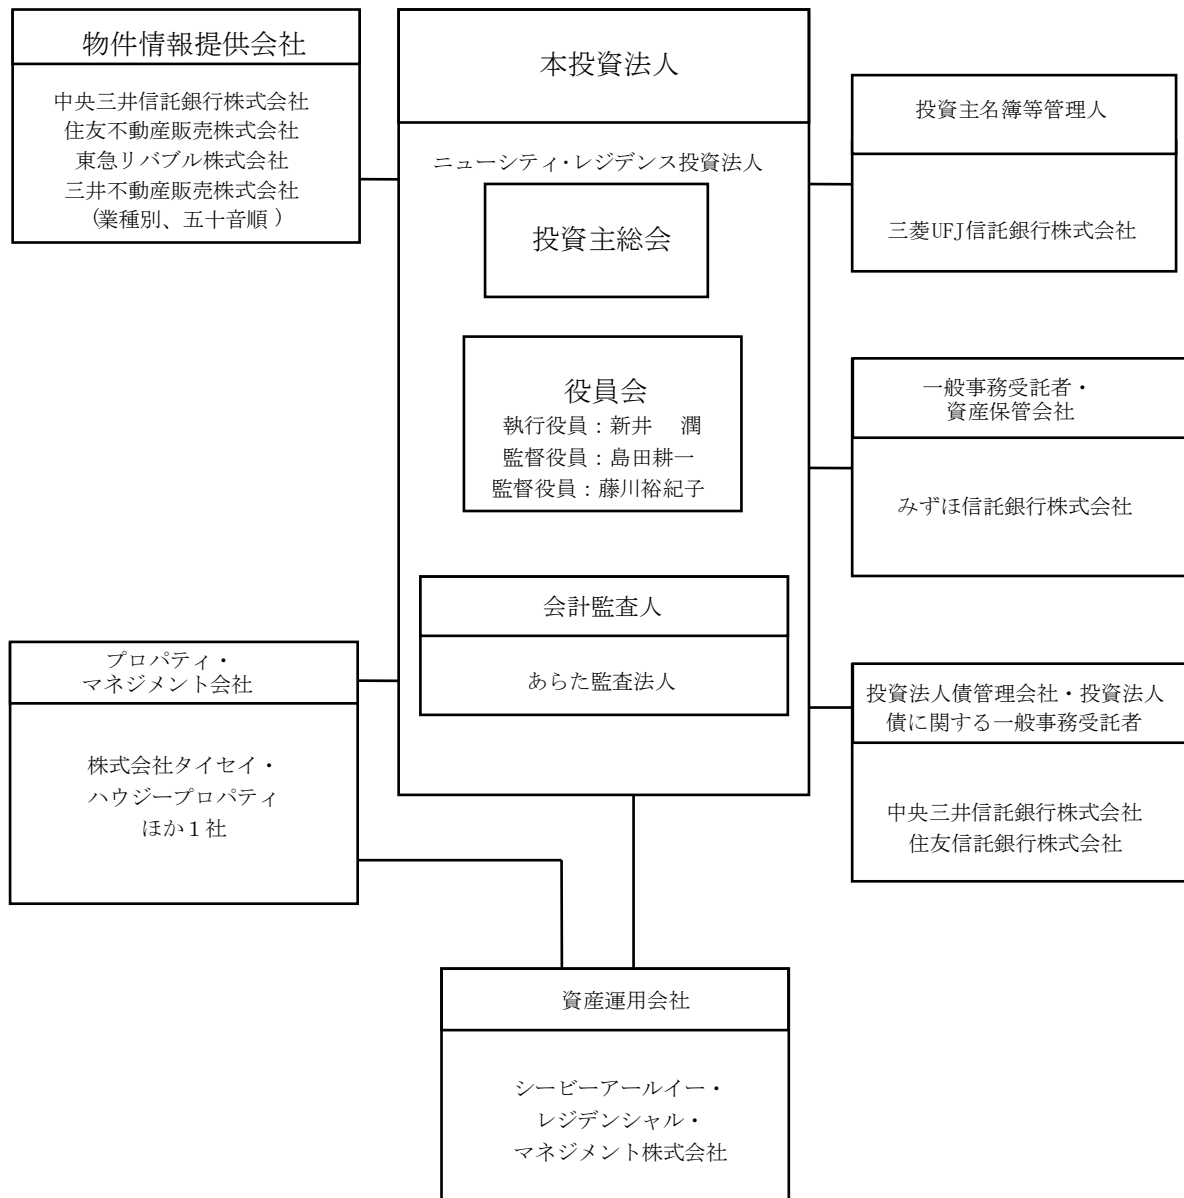 物件情報提供会社
中央三井信託銀行株式会社
住友不動産販売株式会社
東急リバブル株式会社
三井不動産販売株式会社
(業種別、五十音順)
本投資法人
ニューシティ・レジデンス投資法人
投資主総会
役員会
執行役員：新井　潤
監督役員：島田耕一
監督役員：藤川裕紀子
会計監査人
あらた監査法人
投資主名簿等管理人
三菱UFJ信託銀行株式会社
一般事務受託者・
資産保管会社
みずほ信託銀行株式会社
プロパティ・
マネジメント会社
株式会社タイセイ・
ハウジープロパティ
ほか１社
投資法人債管理会社・投資法人
債に関する一般事務受託者
中央三井信託銀行株式会社
住友信託銀行株式会社
資産運用会社
シービーアールイー・
レジデンシャル・
マネジメント株式会社